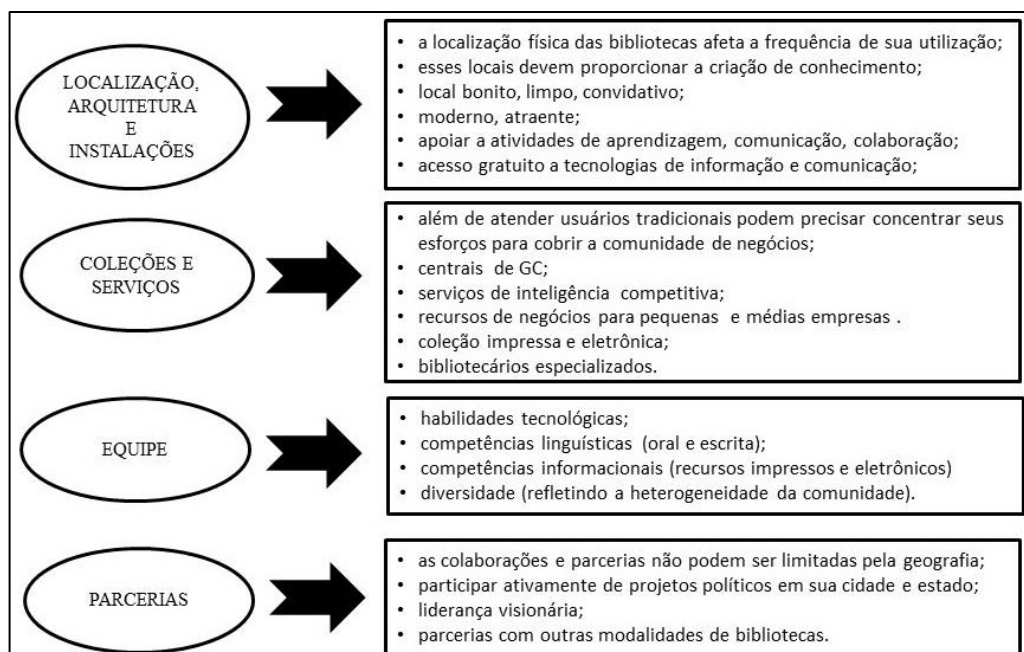 LOCALIZAÇÃO,
ARQUITETURA
E
INSTALAÇÕES
• a localização física das bibliotecas afeta a frequência de sua utilização;
• esses locais devem proporcionar a criação de conhecimento;
• local bonito, limpo, convidativo;
• moderno, atraente;
• apoiar a atividades de aprendizagem, comunicação, colaboração;
• acesso gratuito a tecnologias de informação e comunicação;
COLEÇÕES E
SERVIÇOS
• além de atender usuários tradicionais podem precisar concentrar seus
esforços para cobrir a comunidade de negócios;
• centrais de GC;
• serviços de inteligência competitiva;
• recursos de negócios para pequenas e médias empresas .
• coleção impressa e eletrônica;
• bibliotecários especializados.
EQUIPE
• habilidades tecnológicas;
• competências linguísticas (oral e escrita);
• competências informacionais (recursos impressos e eletrônicos)
• diversidade (refletindo a heterogeneidade da comunidade).
PARCERIAS
• as colaborações e parcerias não podem ser limitadas pela geografia;
• participar ativamente de projetos políticos em sua cidade e estado;
• liderança visionária;
• parcerias com outras modalidades de bibliotecas.